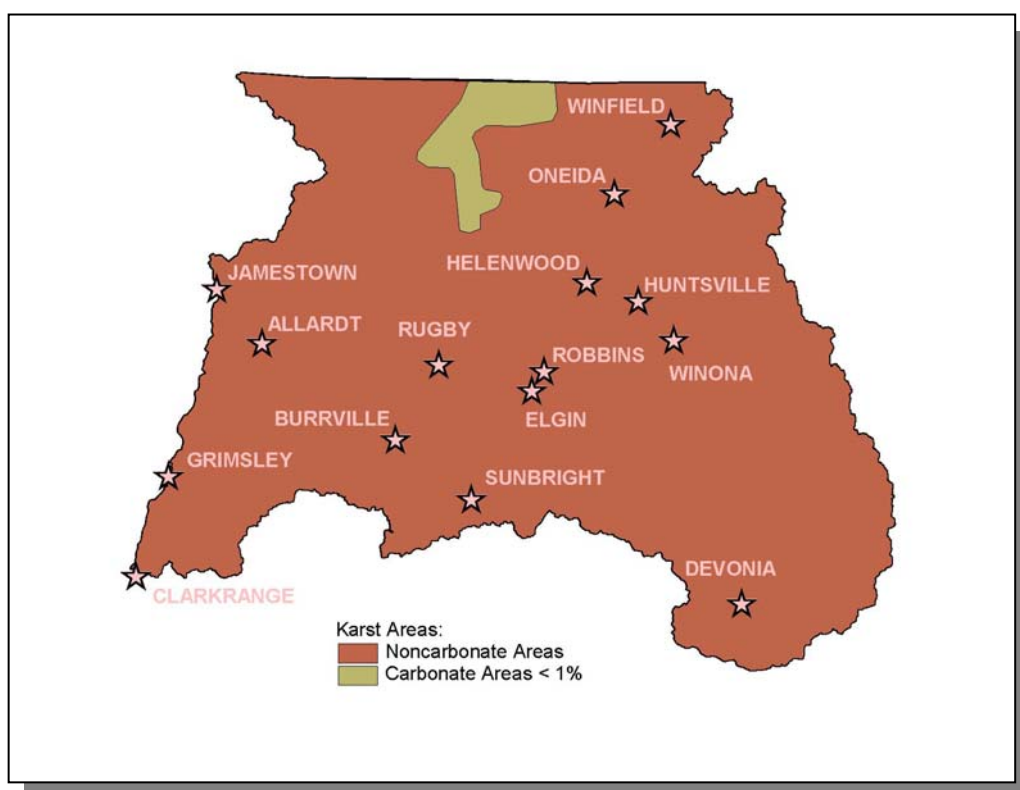 WINFIELD
ONEIDA
HELENWOOD
JAMESTOWN
HUNTSVILLE
ALLARDT
RUGBY
ROBBINS
WINONA
BURRVILLE
ELGIN
GRIMSLEY
SUNBRIGHT
DEVONIA
CLARKRANGE
Karst Areas:
Noncarbonate Areas
Carbonate Areas < 1%